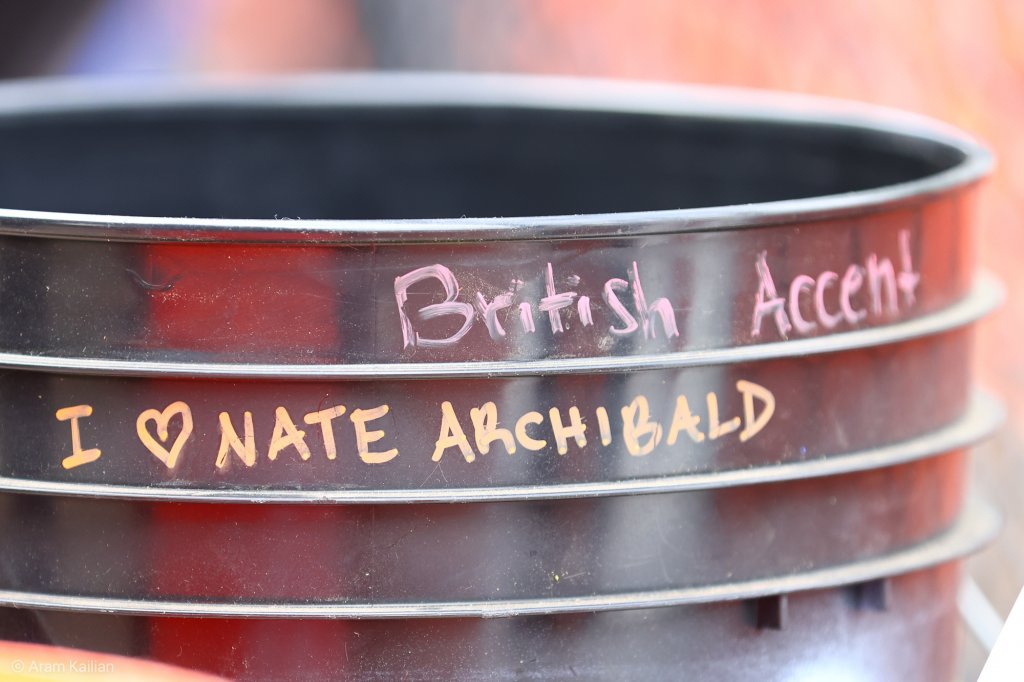 British Accent
I ♡ NATE ARCHIBALD
© Aram Kailian